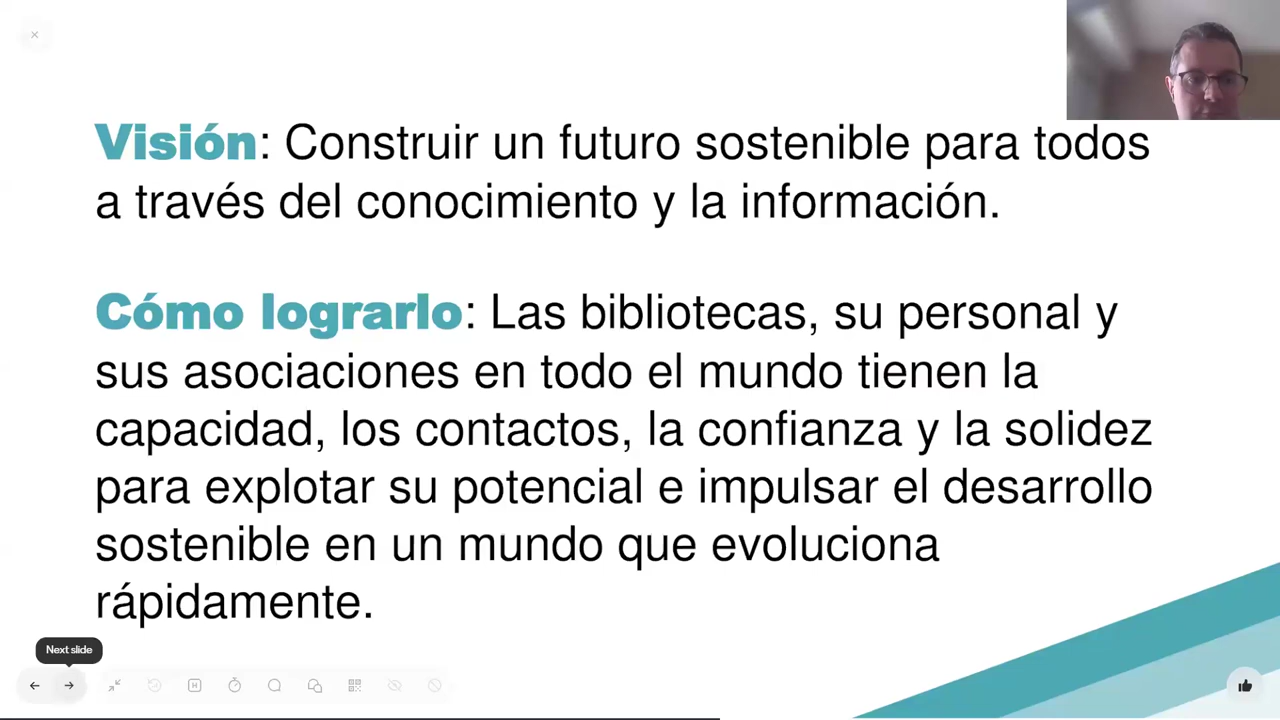 Visión: Construir un futuro sostenible para todos
a través del conocimiento y la información.
Cómo lograrlo: Las bibliotecas, su personal y
sus asociaciones en todo el mundo tienen la
capacidad, los contactos, la confianza y la solidez
para explotar su potencial e impulsar el desarrollo
sostenible en un mundo que evoluciona
rápidamente.
Next slide
H